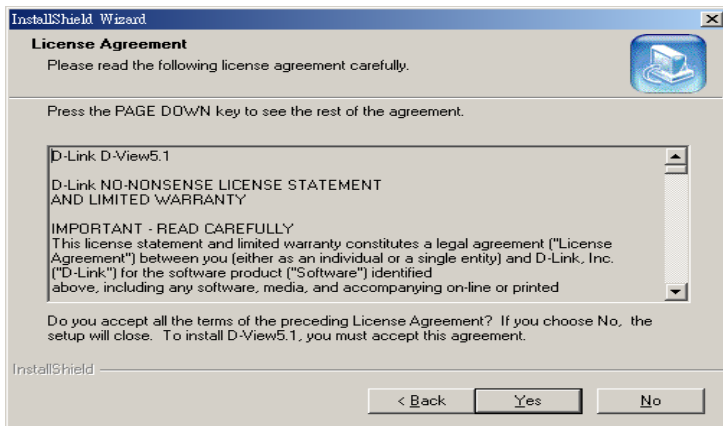 InstallShield Wizard
License Agreement
Please read the following license agreement carefully.
Press the PAGE DOWN key to see the rest of the agreement.
D-Link D-View5.1
D-Link NO-NONSENSE LICENSE STATEMENT
AND LIMITED WARRANTY
IMPORTANT - READ CAREFULLY
This license statement and limited warranty constitutes a legal agreement ("License
Agreement") between you (either as an individual or a single entity) and D-Link, Inc.
("D-Link") for the software product ("Software") identified
above, including any software, media, and accompanying on-line or printed
Do you accept all the terms of the preceding License Agreement? If you choose No, the
setup will close. To install D-View5.1, you must accept this agreement.
InstallShield
< Back
Yes
No